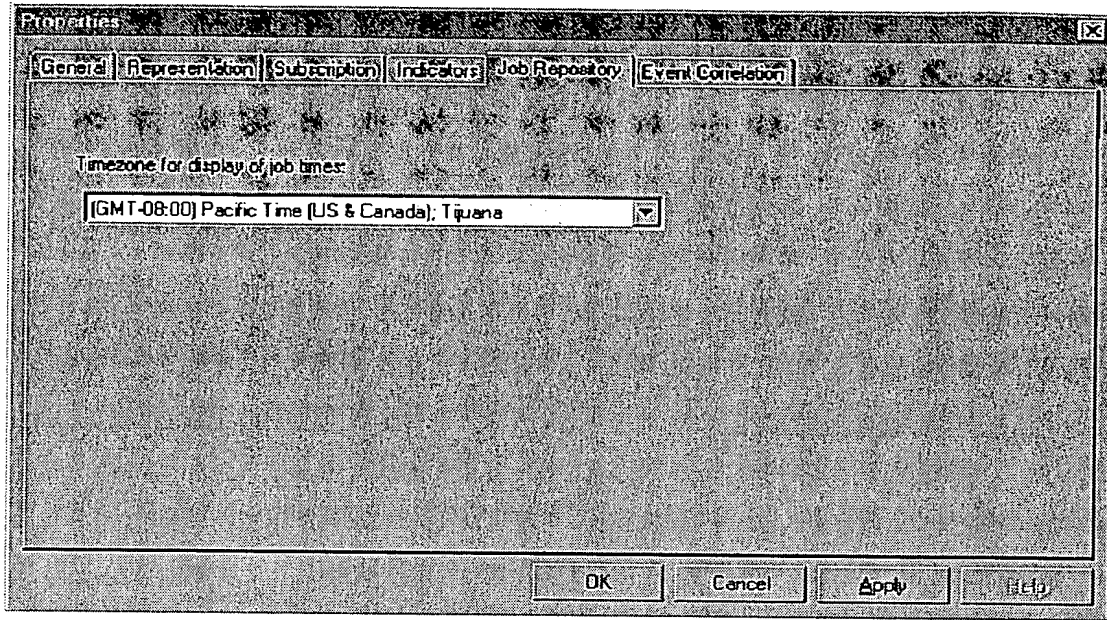 Properties
General Representation Subscription Indicators Job Repository Event Correlation
Timezone for display of job times:
(GMT-08:00) Pacific Time (US & Canada); Tijuana
OK Cancel Apply Help